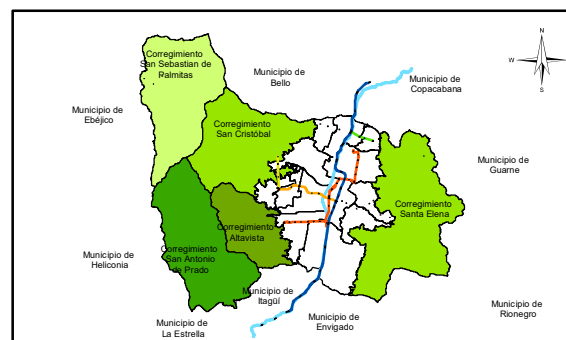 N
W
E
S
Corregimiento
San Sebastian de
Palmitas
Municipio de
Bello
Municipio de
Copacabana
Municipio de
Ebéjico
Corregimiento
San Cristóbal
Municipio de
Guarne
Corregimiento
Santa Elena
Corregimiento
Altavista
Municipio de
Heliconia
Corregimiento
San Antonio
de Prado
Municipio de
Itagüí
Municipio de
Rionegro
Municipio de
La Estrella
Municipio de
Envigado